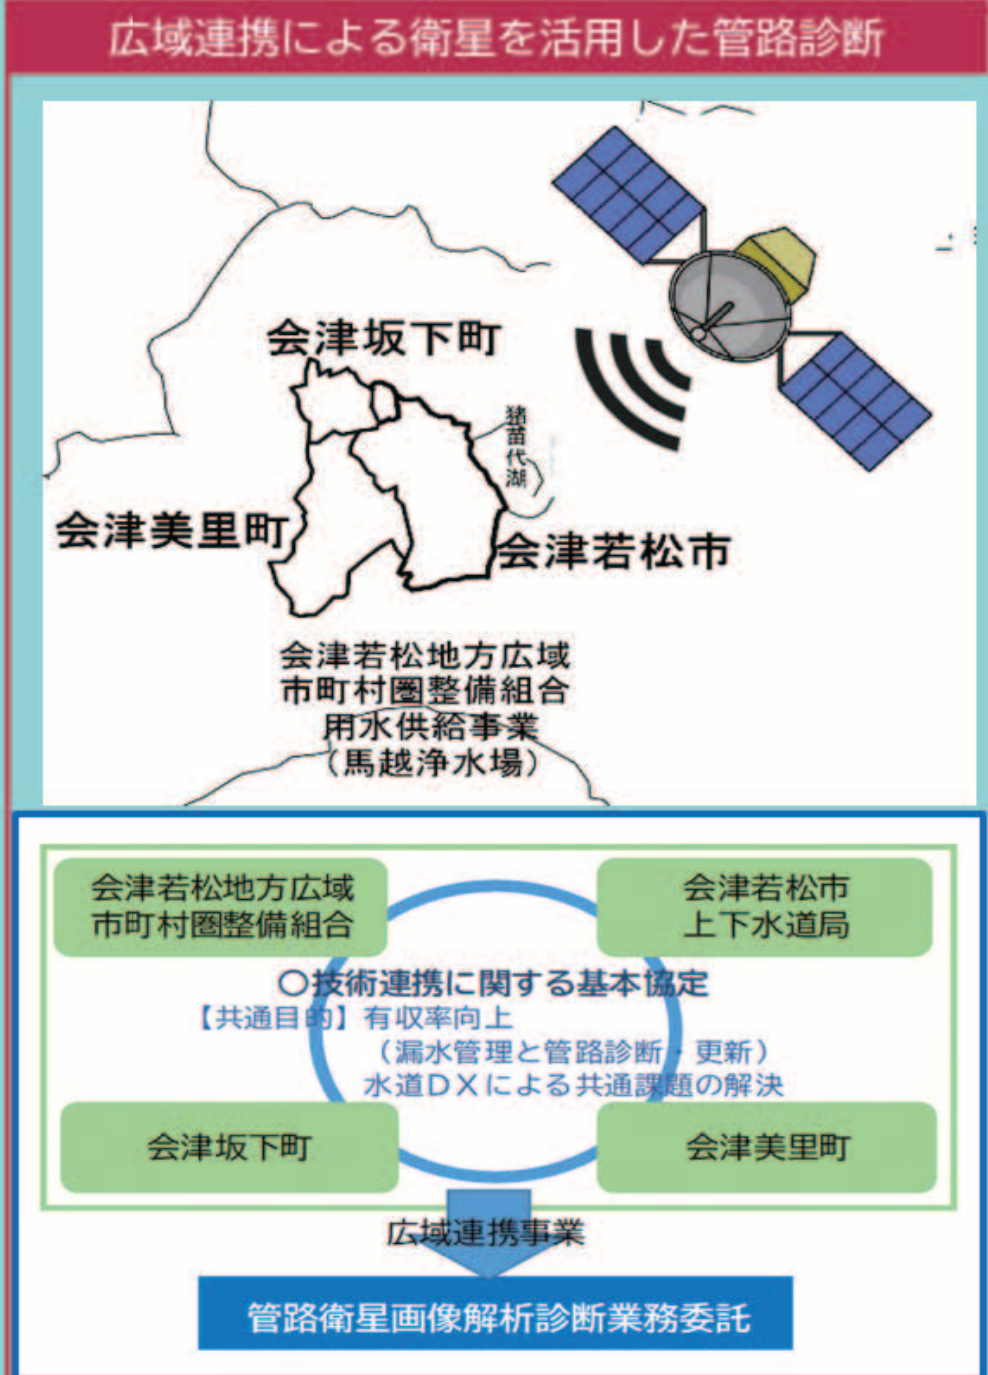 広域連携による衛星を活用した管路診断
会津坂下町
猪苗代湖
会津美里町
会津若松市
会津若松地方広域
市町村圏整備組合
用水供給事業
（馬越浄水場）
会津若松地方広域
市町村圏整備組合
会津若松市
上下水道局
〇技術連携に関する基本協定
【共通目的】有収率向上
（漏水管理と管路診断・更新）
水道ＤＸによる共通課題の解決
会津坂下町
会津美里町
広域連携事業
管路衛星画像解析診断業務委託